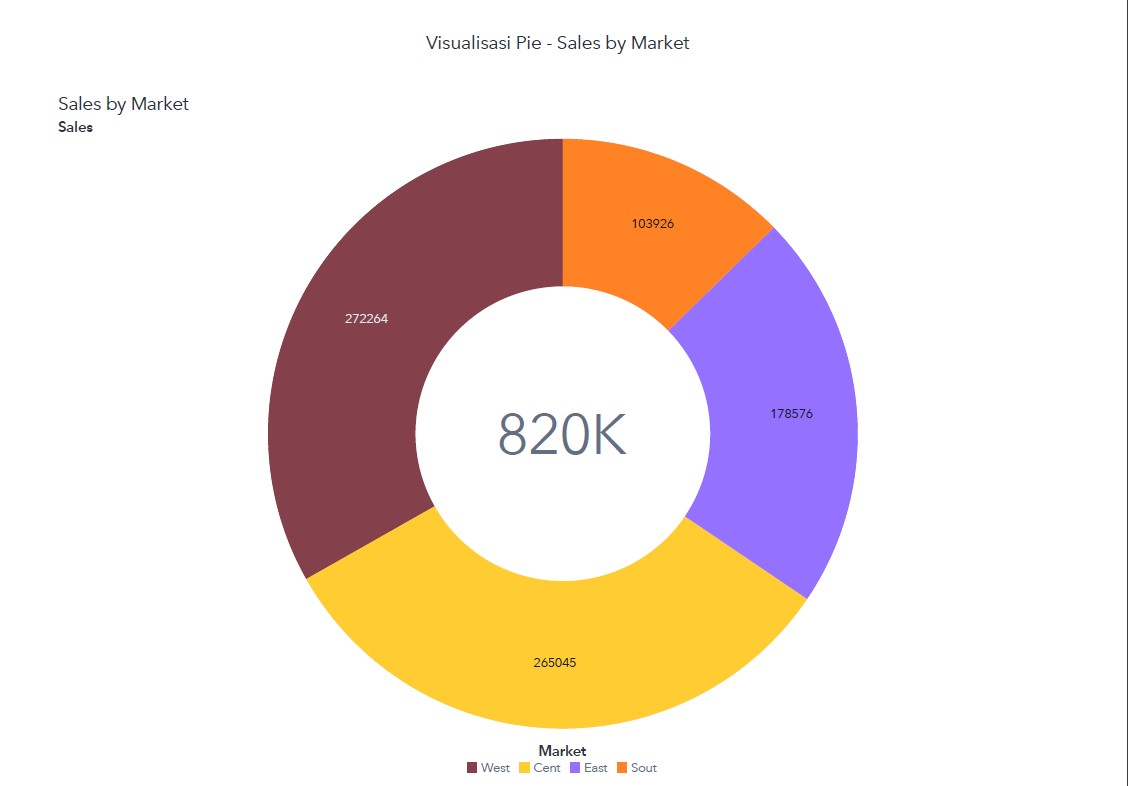 Visualisasi Pie - Sales by Market
Sales by Market
Sales
103926
272264
178576
820K
265045
Market
West Cent East Sout